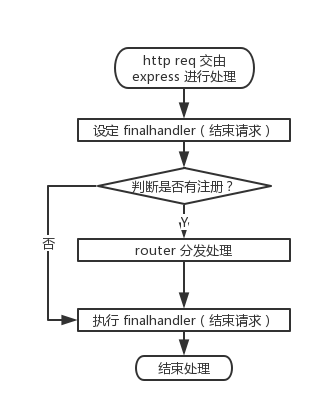 http req 交由
express 进行处理
设定 finalhandler（结束请求）
判断是否有注册？
Y
否
router 分发处理
执行 finalhandler（结束请求）
结束处理